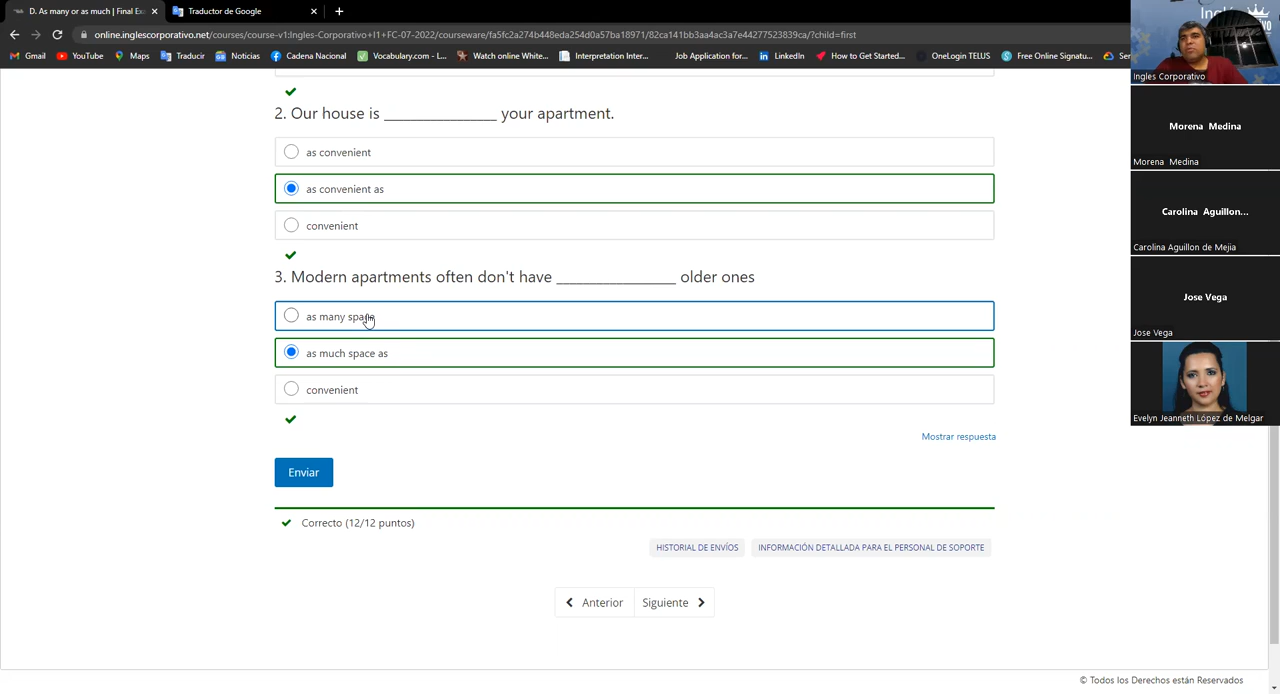 D. As many or as much | Final Exa
Traductor de Google
online.inglescorporativo.net/courses/course-v1:Ingles-Corporativo+I1+FC-07-2022/courseware/fa5fc2a274b448eda254d0a57ba18971/82ca141bb3aa4ac3a7e44277523839ca/?child=first
Gmail YouTube Maps Traducir Noticias Cadena Nacional Vocabulary.com - L... Watch online White... Interpretation Inter... Job Application for... LinkedIn How to Get Started... OneLogin TELUS Free Online Signatu... Ser
2. Our house is ________________ your apartment.
as convenient
as convenient as
convenient
3. Modern apartments often don't have ________________ older ones
as many space
as much space as
convenient
Mostrar respuesta
Enviar
Correcto (12/12 puntos)
HISTORIAL DE ENVÍOS INFORMACIÓN DETALLADA PARA EL PERSONAL DE SOPORTE
Anterior Siguiente
© Todos los Derechos están Reservados
Ingles Corporativo
Morena Medina
Morena Medina
Carolina Aguillon...
Carolina Aguillon de Mejia
Jose Vega
Jose Vega
Evelyn Jeanneth López de Melgar